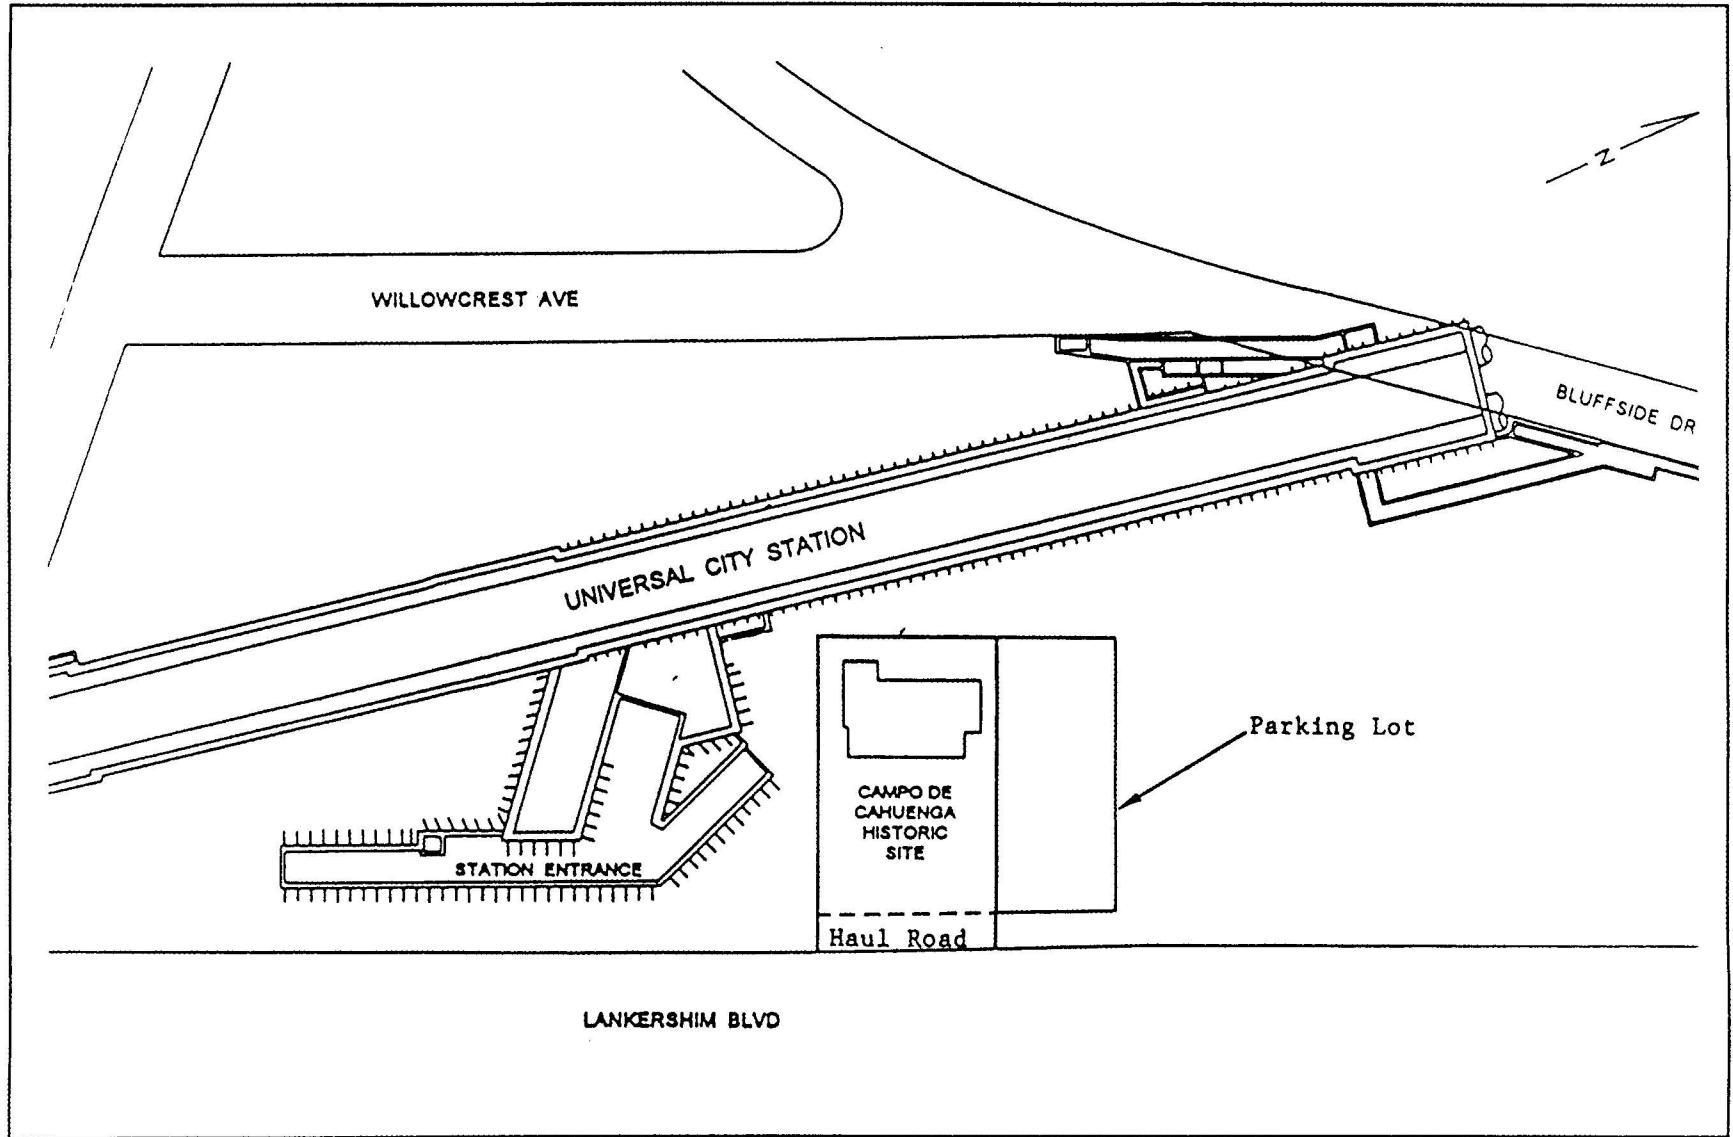 N
WILLOWCREST AVE
BLUFFSIDE DR
UNIVERSAL CITY STATION
Parking Lot
CAMPO DE
CAHUENGA
HISTORIC
SITE
STATION ENTRANCE
Haul Road
LANKERSHIM BLVD